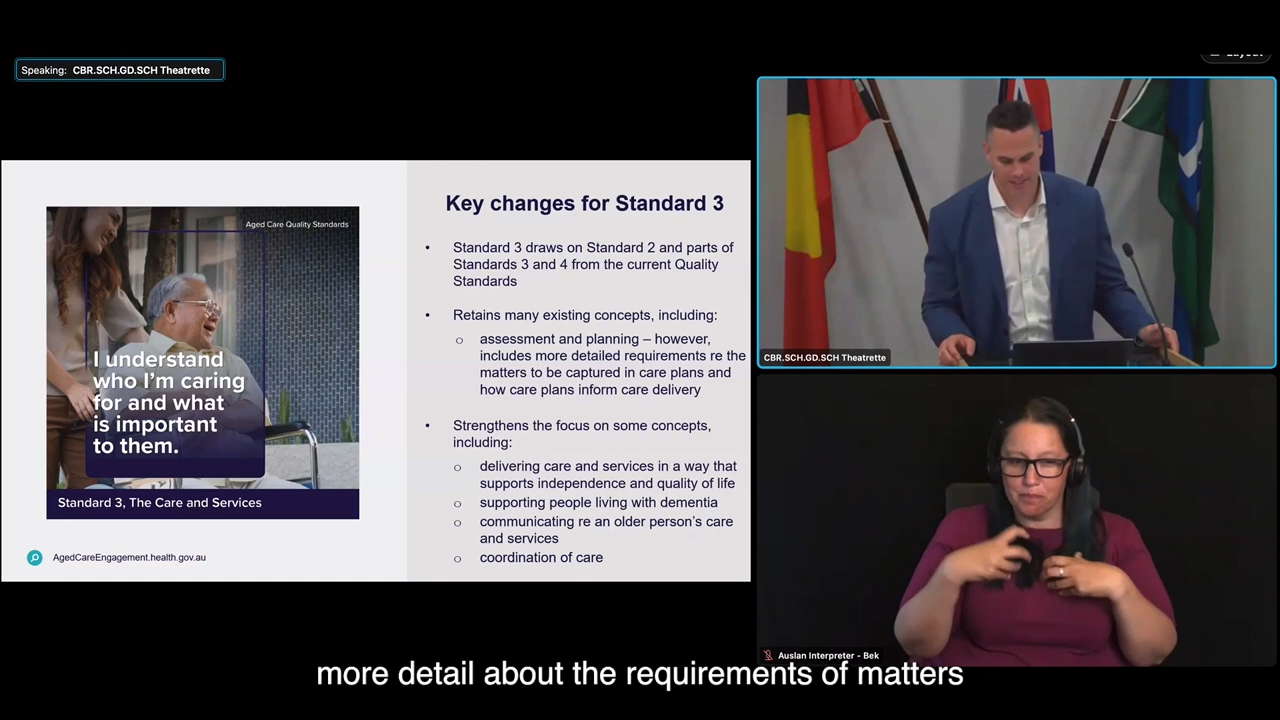 Speaking: CBR.SCH.GD.SCH Theatrette
Aged Care Quality Standards
I understand
who I'm caring
for and what
is important
to them.
Standard 3, The Care and Services
AgedCareEngagement.health.gov.au
Key changes for Standard 3
• Standard 3 draws on Standard 2 and parts of
Standards 3 and 4 from the current Quality
Standards
• Retains many existing concepts, including:
o assessment and planning – however,
includes more detailed requirements re the
matters to be captured in care plans and
how care plans inform care delivery
• Strengthens the focus on some concepts,
including:
o delivering care and services in a way that
supports independence and quality of life
o supporting people living with dementia
o communicating re an older person's care
and services
o coordination of care
Layout
CBR.SCH.GD.SCH Theatrette
Auslan Interpreter - Bek
more detail about the requirements of matters